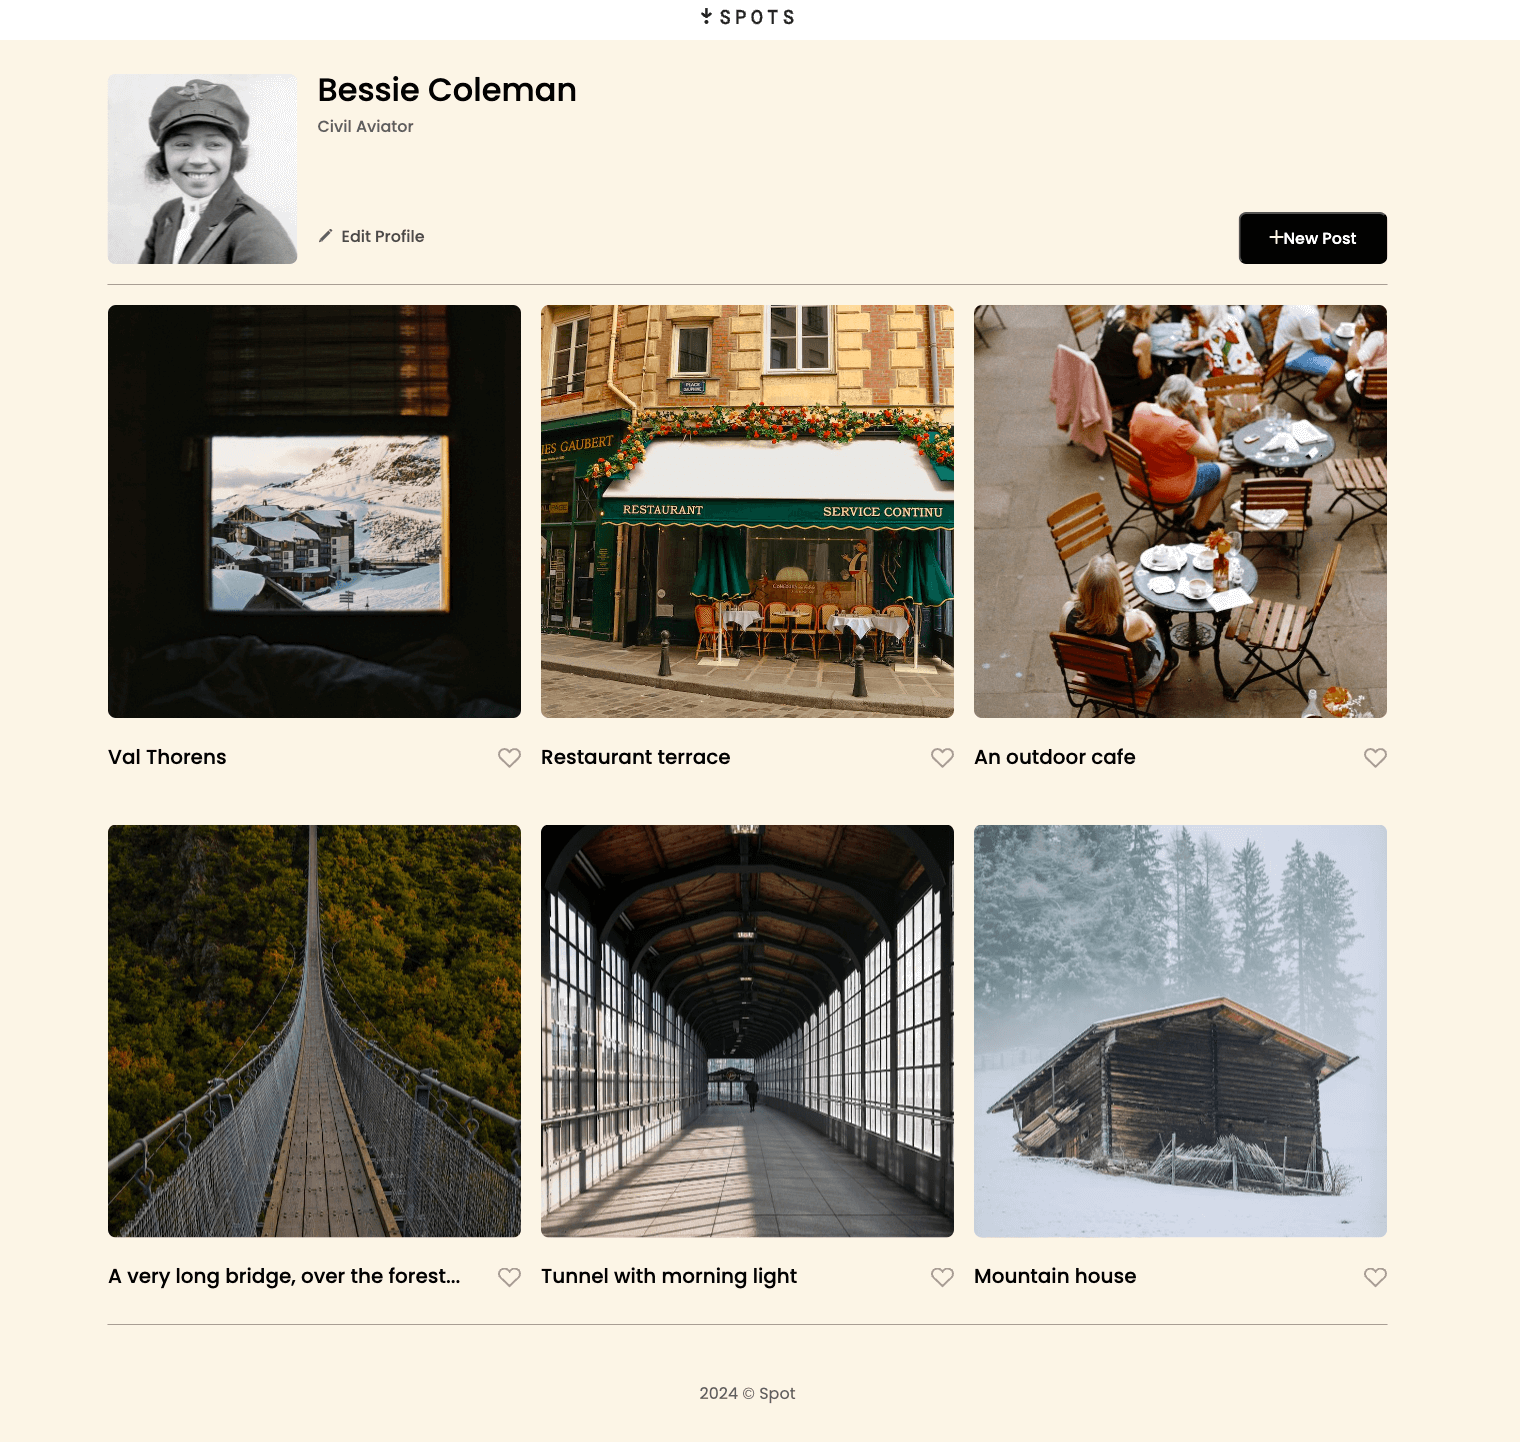 SPOTS
Bessie Coleman
Civil Aviator
Edit Profile
+New Post
PLACE
IES GAUBERT
RESTAURANT SERVICE CONTINU
Val Thorens
Restaurant terrace
An outdoor cafe
A very long bridge, over the forest...
Tunnel with morning light
Mountain house
2024 © Spot